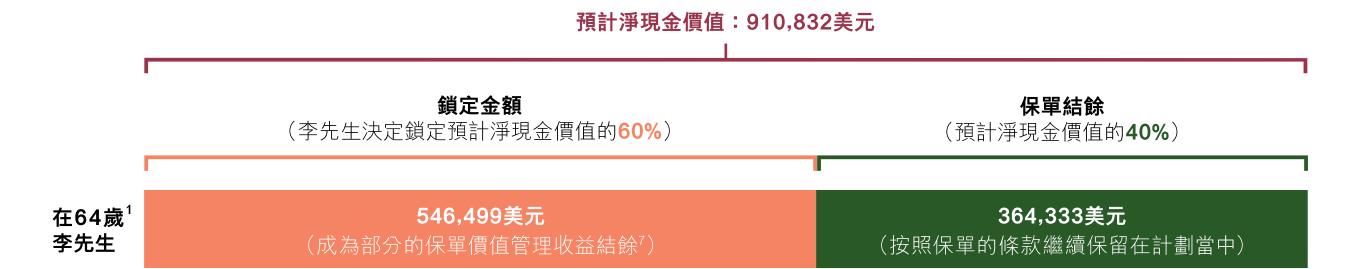 預計淨現金價值：910,832美元
鎖定金額
（李先生決定鎖定預計淨現金價值的60%）
保單結餘
（預計淨現金價值的40%）
在64歲1
李先生
546,499美元
（成為部分的保單價值管理收益結餘7）
364,333美元
（按照保單的條款繼續保留在計劃當中）